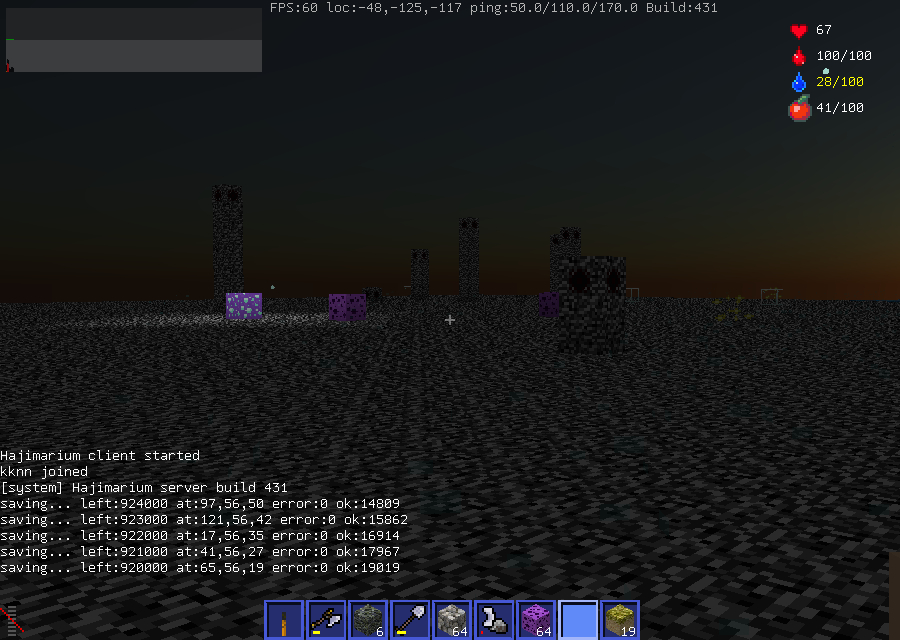 FPS:60 loc:-48,-125,-117 ping:50.0/110.0/170.0 Build:431
67
100/100
28/100
41/100
Hajimarium client started
kknn joined
[system] Hajimarium server build 431
saving... left:924000 at:97,56,50 error:0 ok:14809
saving... left:923000 at:121,56,42 error:0 ok:15862
saving... left:922000 at:17,56,35 error:0 ok:16914
saving... left:921000 at:41,56,27 error:0 ok:17967
saving... left:920000 at:65,56,19 error:0 ok:19019
6 64 64 19